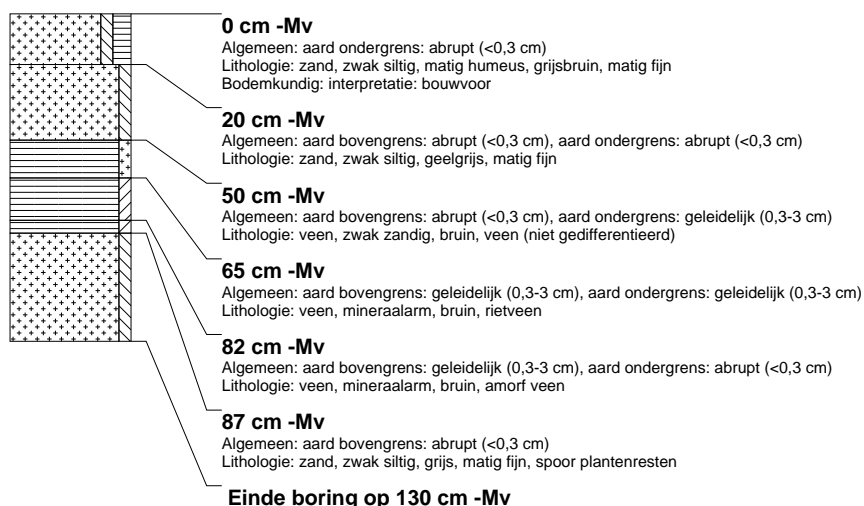 0 cm -Mv
Algemeen: aard ondergrens: abrupt (<0,3 cm)
Lithologie: zand, zwak siltig, matig humeus, grijsbruin, matig fijn
Bodemkundig: interpretatie: bouwvoor
20 cm -Mv
Algemeen: aard bovengrens: abrupt (<0,3 cm), aard ondergrens: abrupt (<0,3 cm)
Lithologie: zand, zwak siltig, geelgrijs, matig fijn
50 cm -Mv
Algemeen: aard bovengrens: abrupt (<0,3 cm), aard ondergrens: geleidelijk (0,3-3 cm)
Lithologie: veen, zwak zandig, bruin, veen (niet gedifferentieerd)
65 cm -Mv
Algemeen: aard bovengrens: geleidelijk (0,3-3 cm), aard ondergrens: geleidelijk (0,3-3 cm)
Lithologie: veen, mineraalarm, bruin, rietveen
82 cm -Mv
Algemeen: aard bovengrens: geleidelijk (0,3-3 cm), aard ondergrens: abrupt (<0,3 cm)
Lithologie: veen, mineraalarm, bruin, amorf veen
87 cm -Mv
Algemeen: aard bovengrens: abrupt (<0,3 cm)
Lithologie: zand, zwak siltig, grijs, matig fijn, spoor plantenresten
Einde boring op 130 cm -Mv